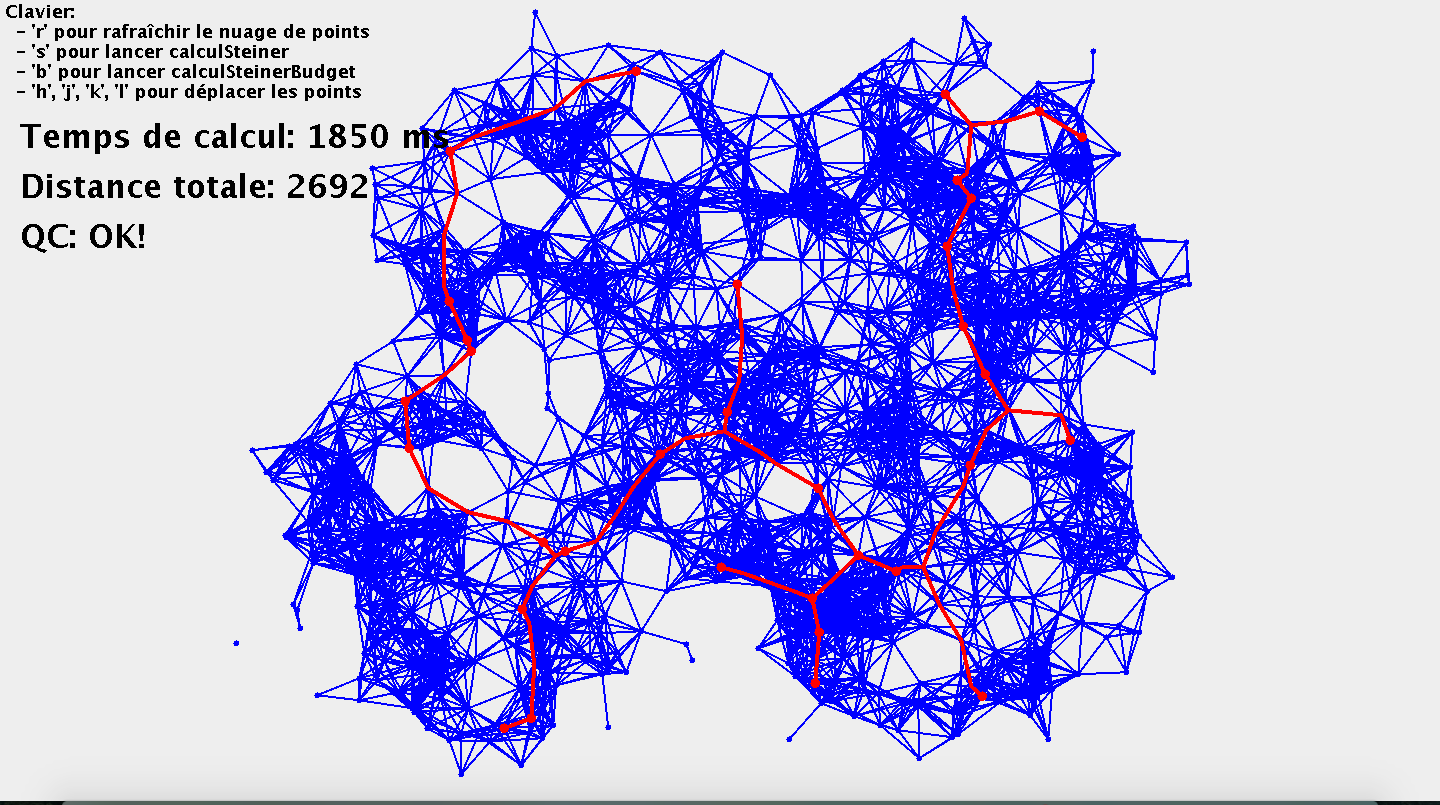 Clavier:
- 'r' pour rafraîchir le nuage de points
- 's' pour lancer calculSteiner
- 'b' pour lancer calculSteinerBudget
- 'h', 'j', 'k', 'l' pour déplacer les points
Temps de calcul: 1850 ms
Distance totale: 2692
QC: OK!